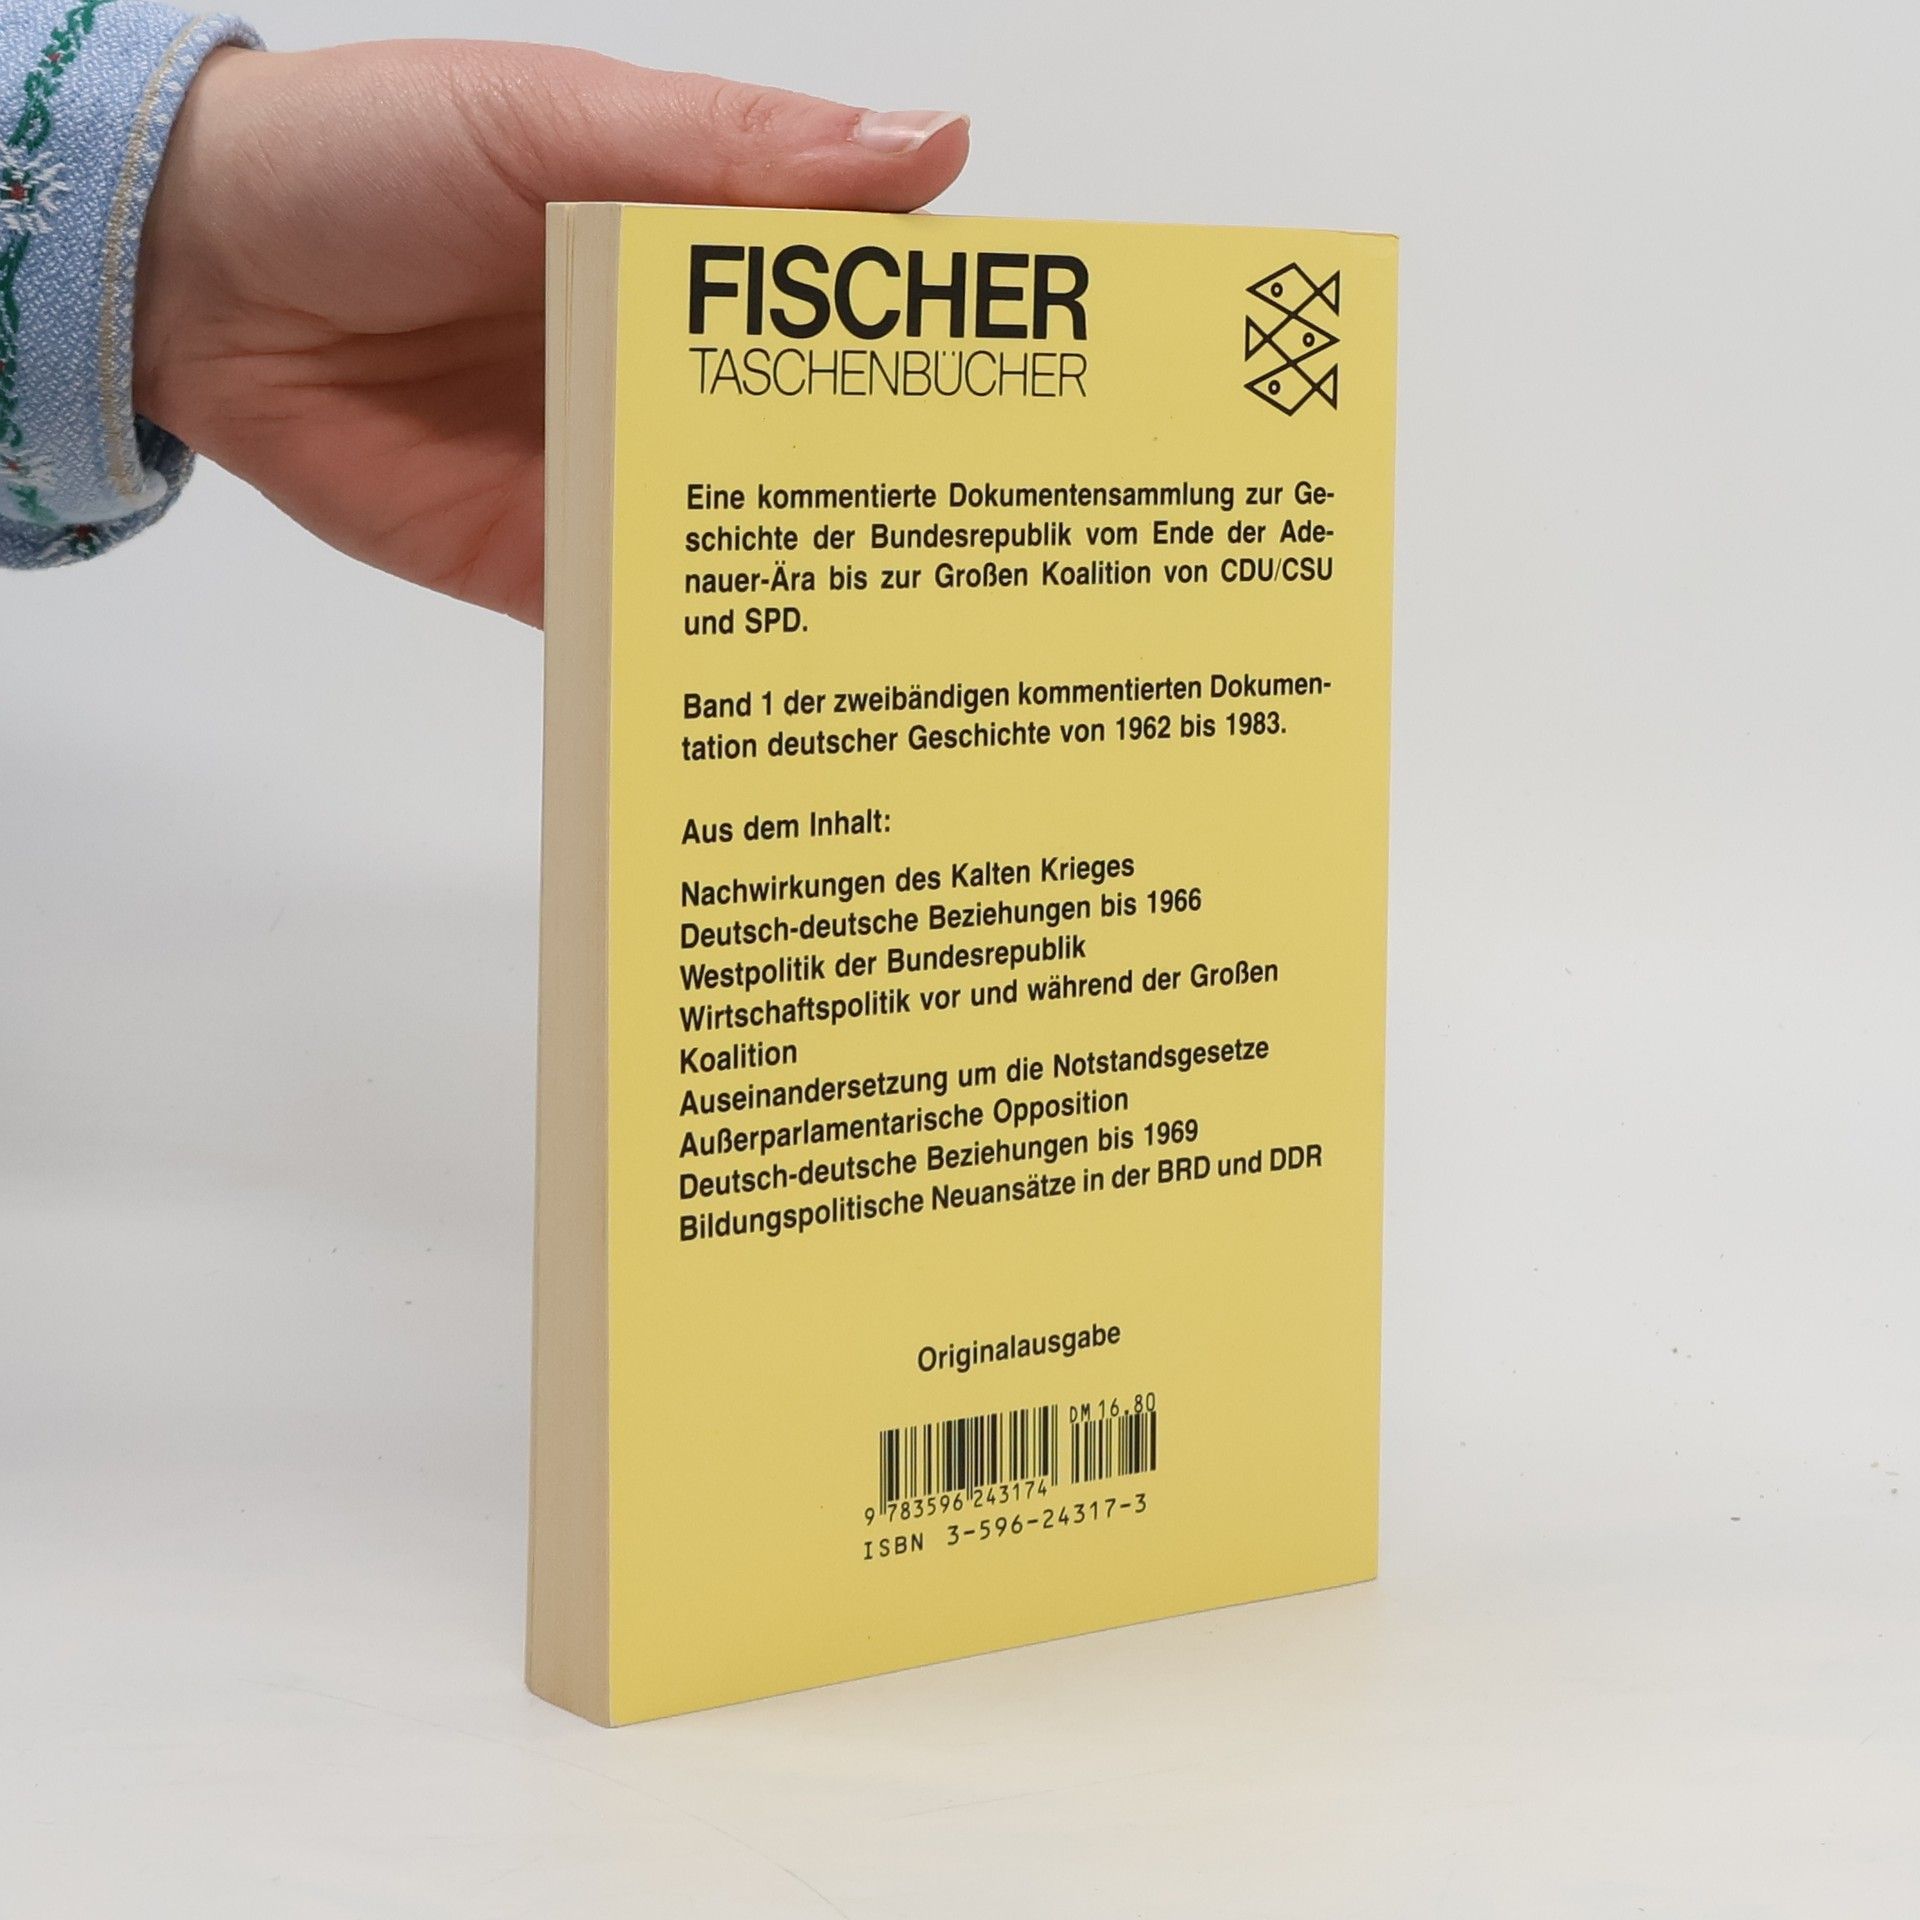 FISCHER
TASCHENBÜCHER
Eine kommentierte Dokumentensammlung zur Ge-
schichte der Bundesrepublik vom Ende der Ade-
nauer-Ära bis zur Großen Koalition von CDU/CSU
und SPD.
Band 1 der zweibändigen kommentierten Dokumen-
tation deutscher Geschichte von 1962 bis 1983.
Aus dem Inhalt:
Nachwirkungen des Kalten Krieges
Deutsch-deutsche Beziehungen bis 1966
Westpolitik der Bundesrepublik
Wirtschaftspolitik vor und während der Großen
Koalition
Auseinandersetzung um die Notstandsgesetze
Außerparlamentarische Opposition
Deutsch-deutsche Beziehungen bis 1969
Bildungspolitische Neuansätze in der BRD und DDR
Originalausgabe
DM 16.80
9 783596 243174
ISBN 3-596-24317-3